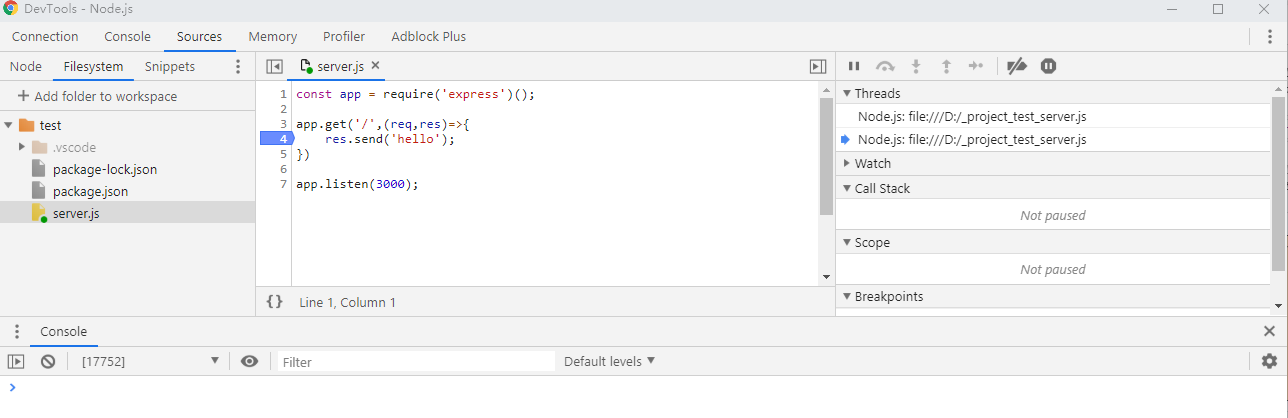 DevTools - Node.js
Connection Console Sources Memory Profiler Adblock Plus
Node Filesystem Snippets
server.js
Add folder to workspace
test
.vscode
package-lock.json
package.json
server.js
1 const app = require('express')();
2
3 app.get('/',(req,res)=>{
4 res.send('hello');
5 })
6
7 app.listen(3000);
{} Line 1, Column 1
Threads
Node.js: file:///D:/_project_test_server.js
Node.js: file:///D:/_project_test_server.js
Watch
Call Stack
Not paused
Scope
Not paused
Breakpoints
Console
[17752] Filter Default levels